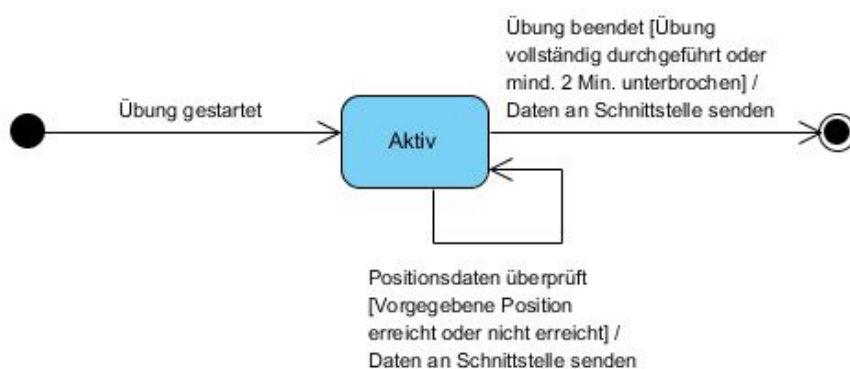 Übung beendet [Übung
vollständig durchgeführt oder
mind. 2 Min. unterbrochen] /
Daten an Schnittstelle senden
Übung gestartet
Aktiv
Positionsdaten überprüft
[Vorgegebene Position
erreicht oder nicht erreicht] /
Daten an Schnittstelle senden